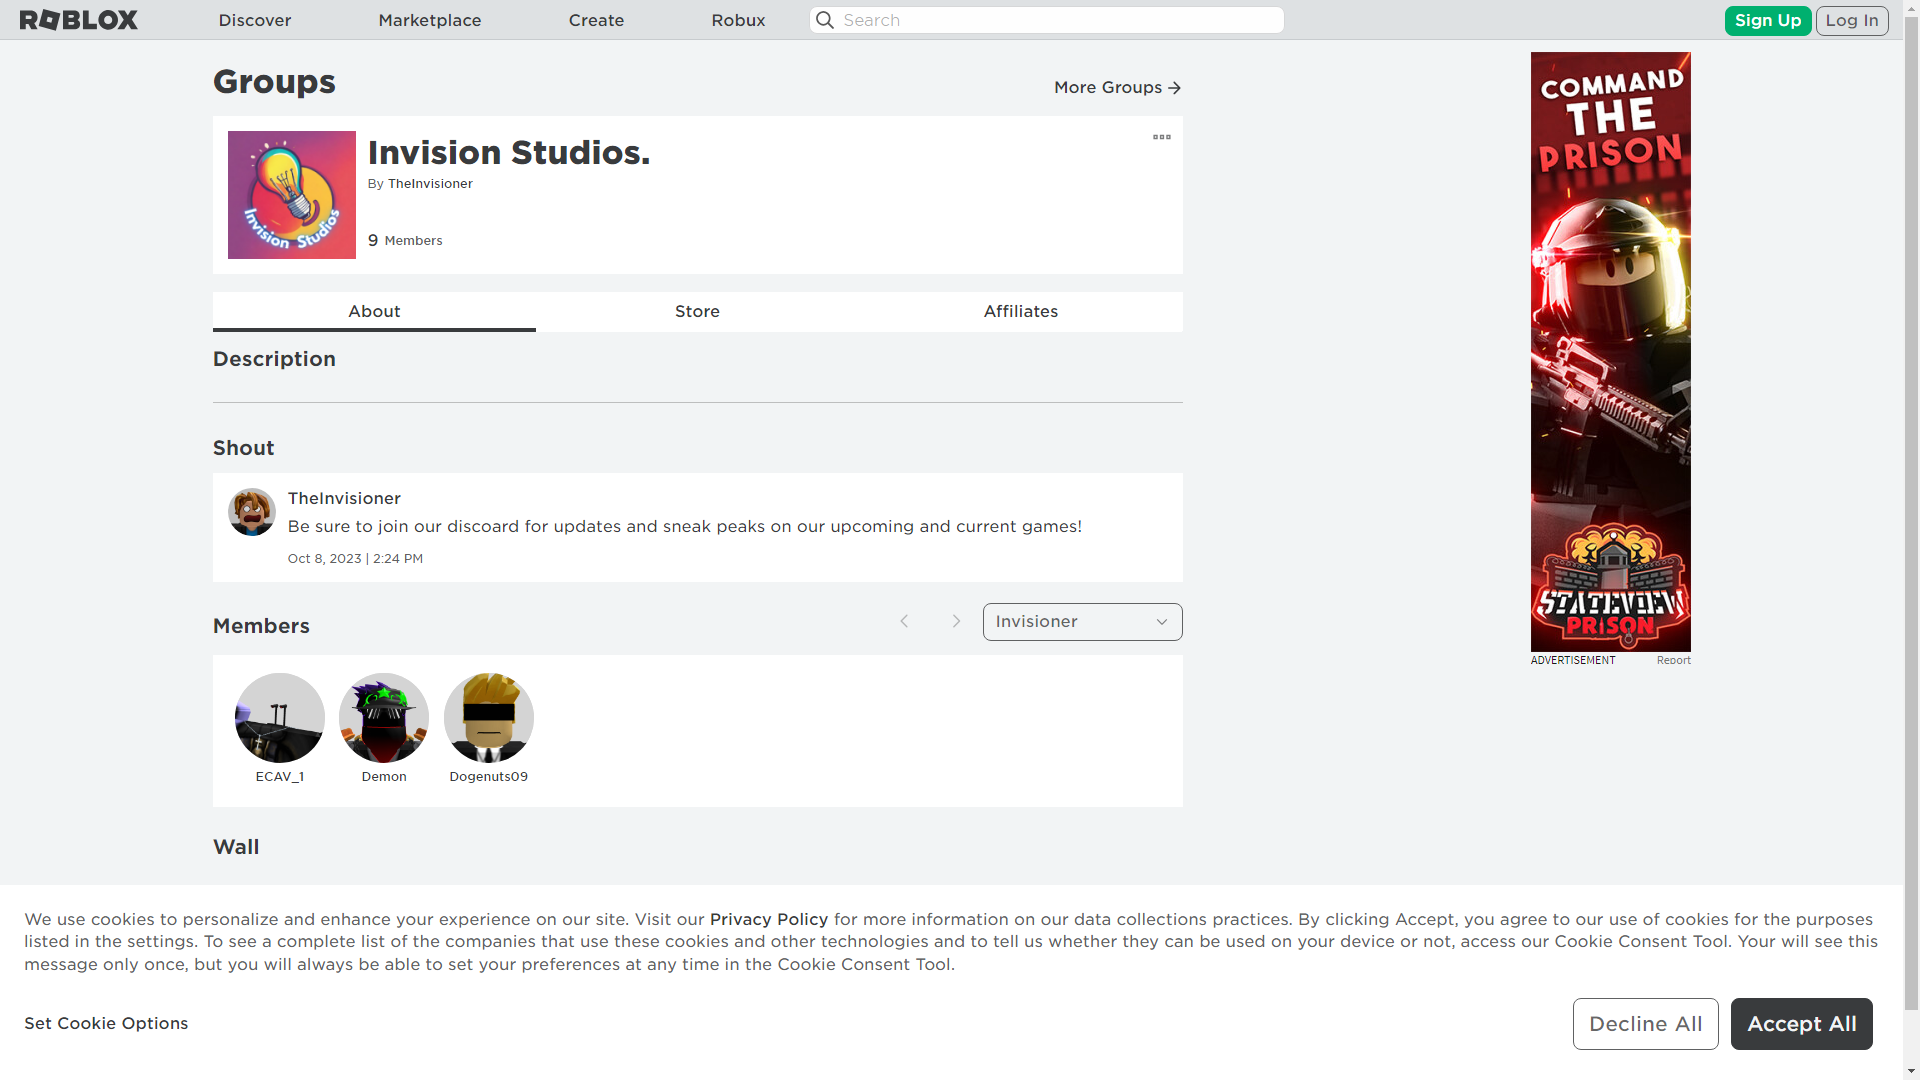 ROBLOX
Discover
Marketplace
Create
Robux
Search
Sign Up
Log In
Groups
More Groups
Invision Studios
Invision Studios.
By TheInvisioner
9 Members
About
Store
Affiliates
Description
Shout
TheInvisioner
Be sure to join our discoard for updates and sneak peaks on our upcoming and current games!
Oct 8, 2023 | 2:24 PM
Members
Invisioner
ECAV_1
Demon
Dogenuts09
Wall
COMMAND
THE
PRISON
STATEVIEW
PRISON
ADVERTISEMENT
Report
We use cookies to personalize and enhance your experience on our site. Visit our Privacy Policy for more information on our data collections practices. By clicking Accept, you agree to our use of cookies for the purposes
listed in the settings. To see a complete list of the companies that use these cookies and other technologies and to tell us whether they can be used on your device or not, access our Cookie Consent Tool. Your will see this
message only once, but you will always be able to set your preferences at any time in the Cookie Consent Tool.
Set Cookie Options
Decline All
Accept All